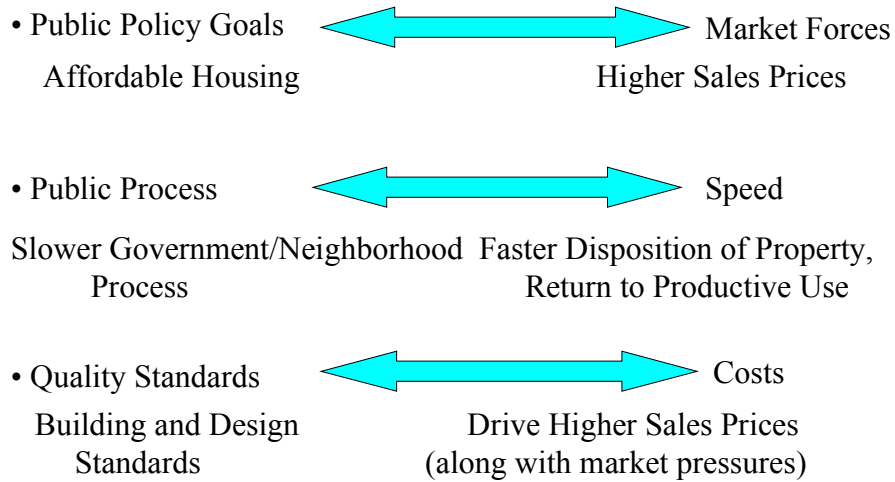 • Public Policy Goals Market Forces
Affordable Housing Higher Sales Prices
• Public Process Speed
Slower Government/Neighborhood Faster Disposition of Property,
Process Return to Productive Use
• Quality Standards Costs
Building and Design Drive Higher Sales Prices
Standards (along with market pressures)